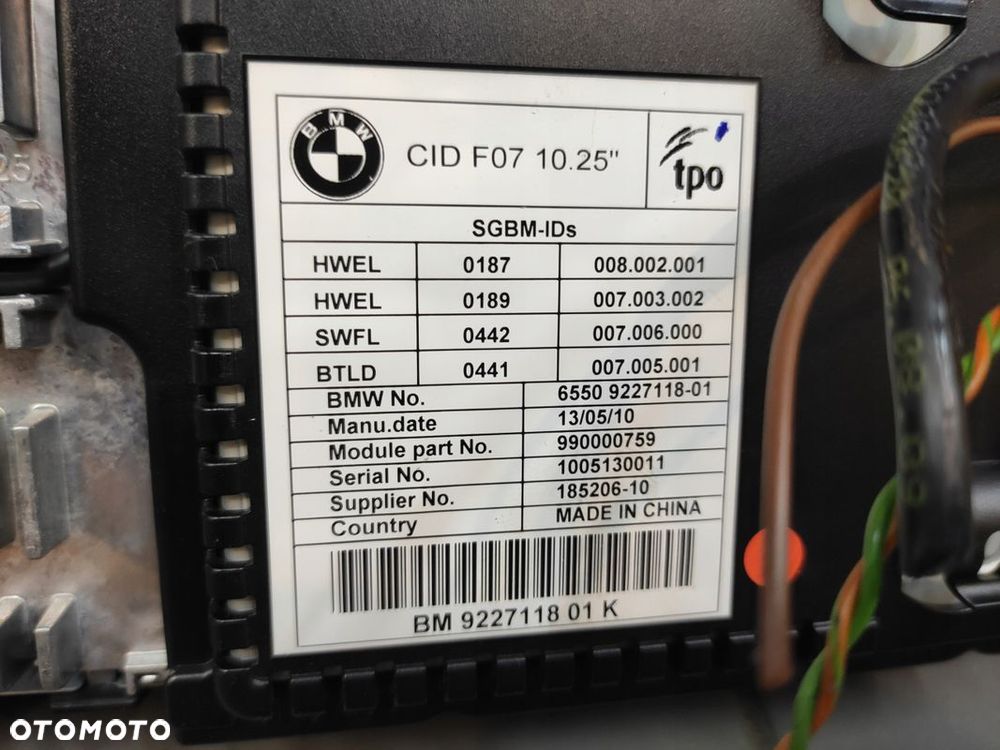 BMW
CID F07 10.25"
tpo
SGBM-IDs
HWEL 0187 008.002.001
HWEL 0189 007.003.002
SWFL 0442 007.006.000
BTLD 0441 007.005.001
BMW No. 6550 9227118-01
Manu.date 13/05/10
Module part No. 990000759
Serial No. 1005130011
Supplier No. 185206-10
Country MADE IN CHINA
BM 9227118 01 K
OTOMOTO